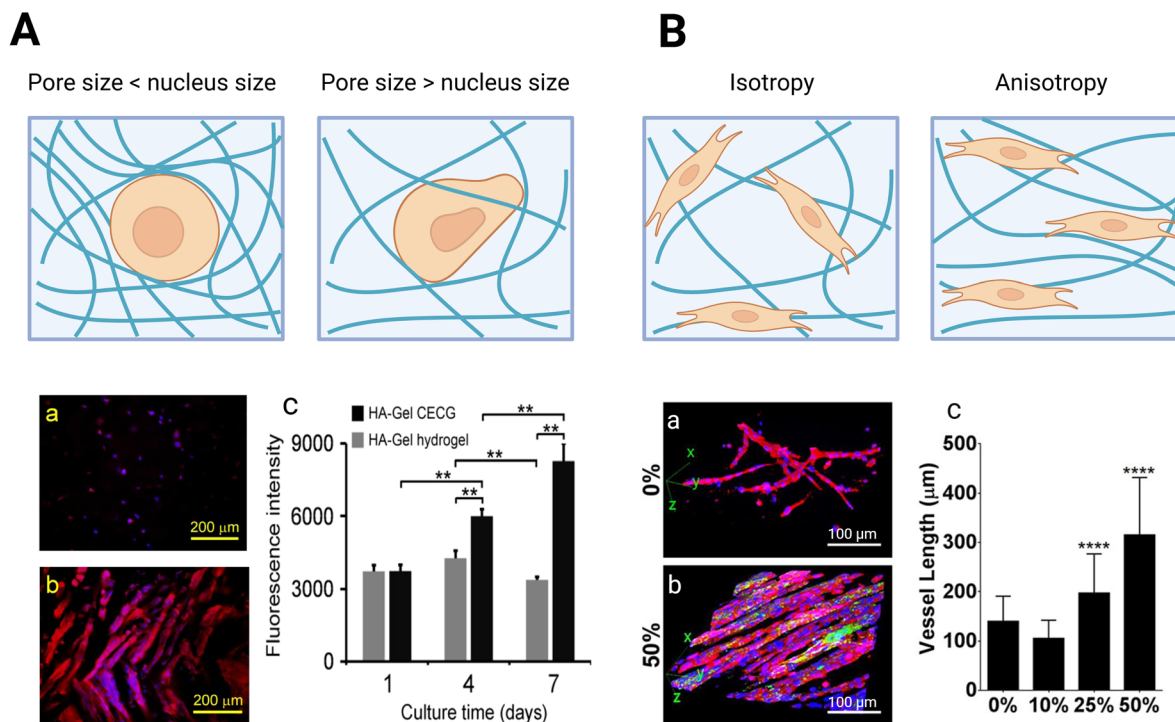 A
B
Pore size < nucleus size
Pore size > nucleus size
Isotropy
Anisotropy
a
200 µm
b
200 µm
C
HA-Gel CECG
HA-Gel hydrogel
Fluorescence intensity
9000
6000
3000
0
**
**
**
**
**
1
4
7
Culture time (days)
a
0%
x
y
z
100 µm
b
50%
x
y
z
100 µm
C
Vessel Length (µm)
500
400
300
200
100
0
****
****
0%
10%
25%
50%